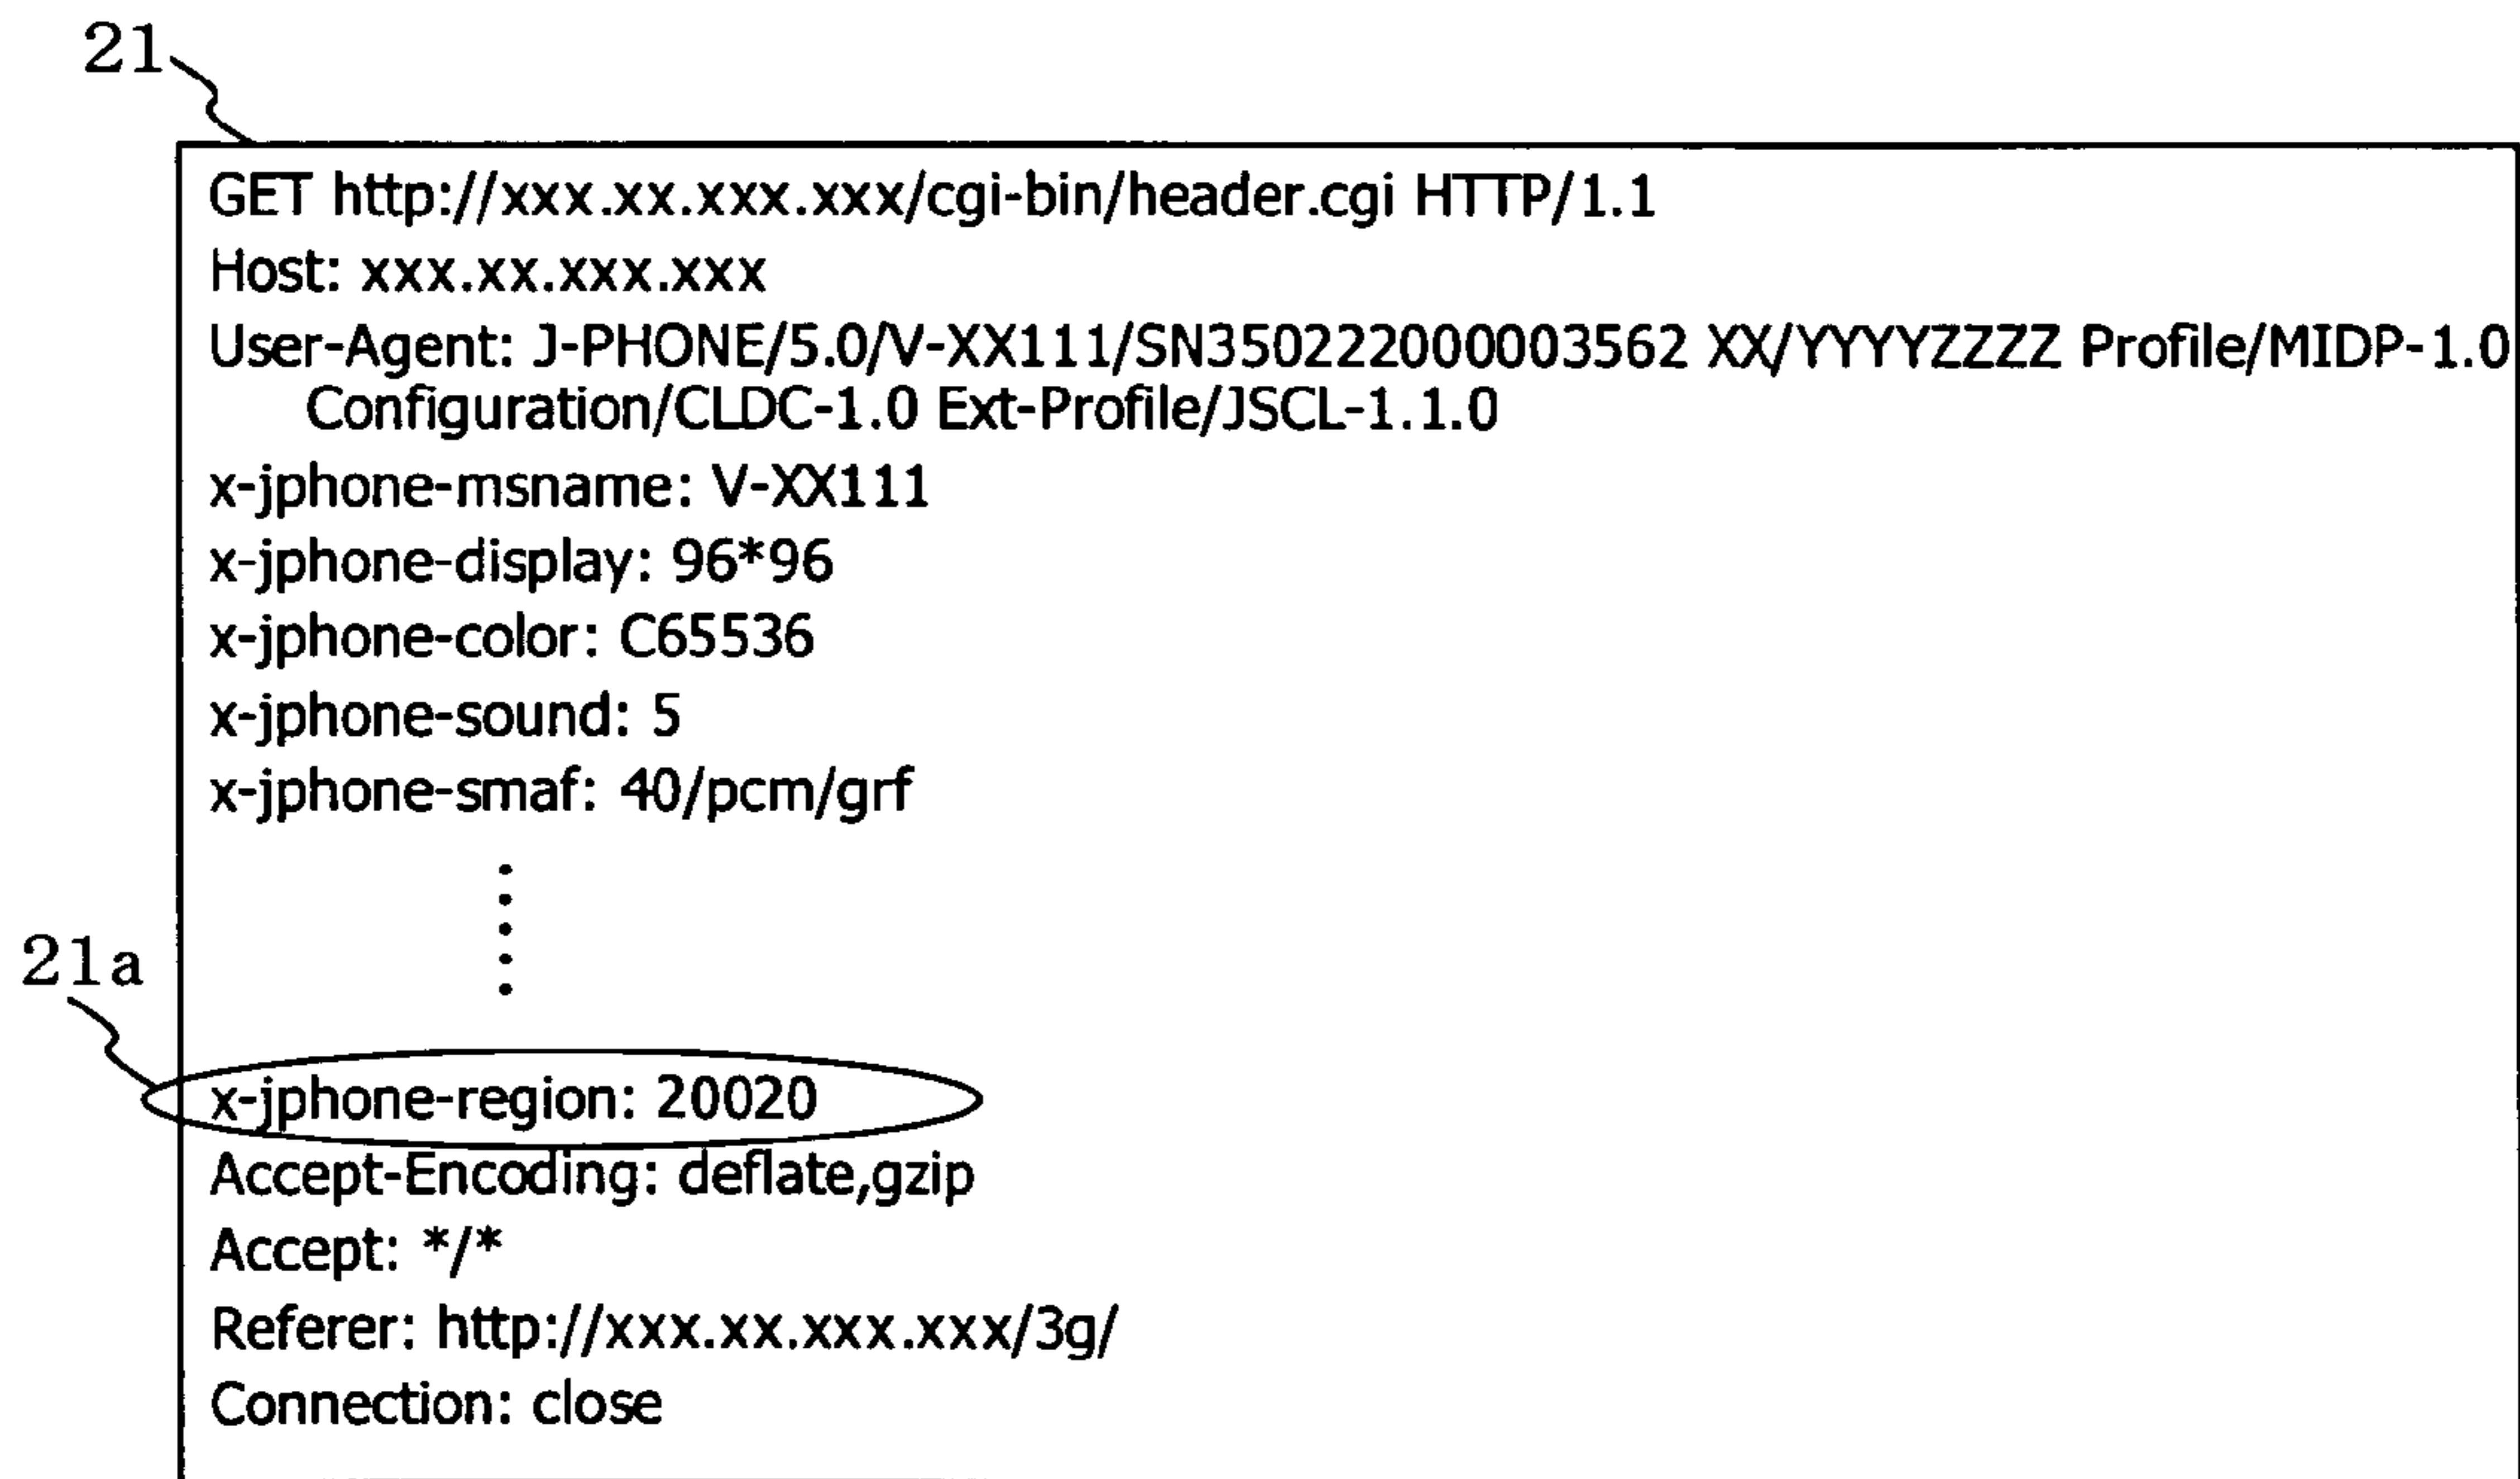 21
GET http://xxx.xx.xxx.xxx/cgi-bin/header.cgi HTTP/1.1
Host: xxx.xx.xxx.xxx
User-Agent: J-PHONE/5.0/V-XX111/SN350222000003562 XX/YYYYZZZZ Profile/MIDP-1.0
Configuration/CLDC-1.0 Ext-Profile/JSCL-1.1.0
x-jphone-msname: V-XX111
x-jphone-display: 96*96
x-jphone-color: C65536
x-jphone-sound: 5
x-jphone-smaf: 40/pcm/grf
21a
x-jphone-region: 20020
Accept-Encoding: deflate,gzip
Accept: */*
Referer: http://xxx.xx.xxx.xxx/3g/
Connection: close